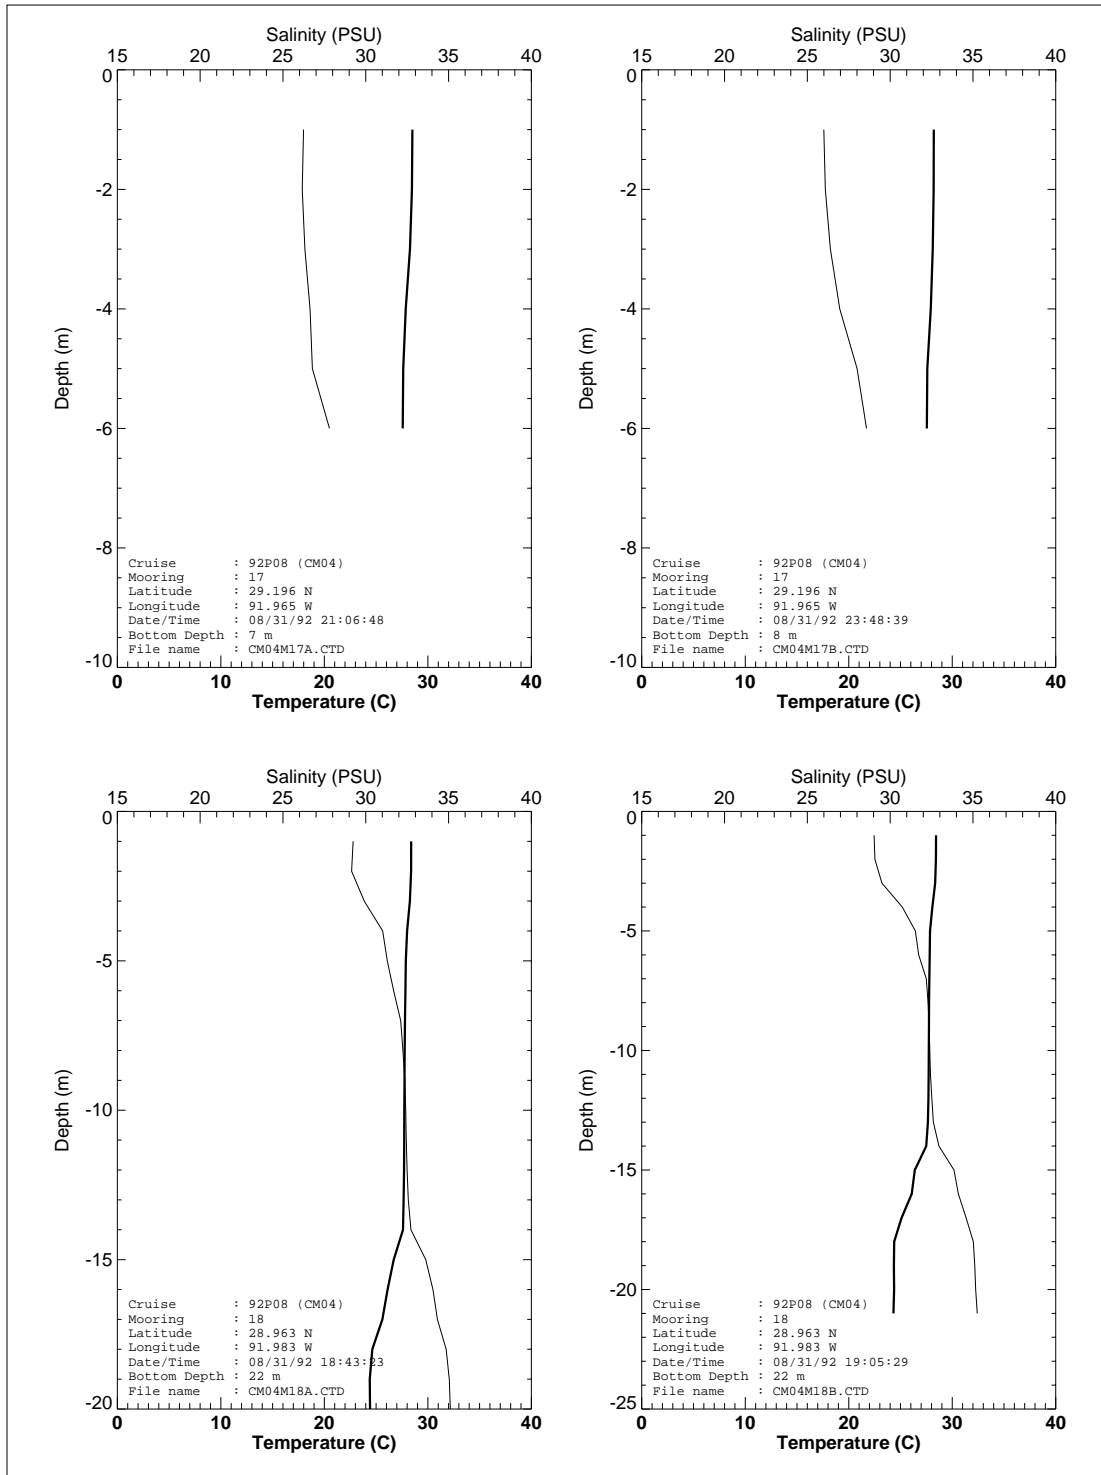 Salinity (PSU)
15 20 25 30 35 40
0
-2
-4
-6
-8
-10
Depth (m)
Cruise : 92P08 (CM04)
Mooring : 17
Latitude : 29.196 N
Longitude : 91.965 W
Date/Time : 08/31/92 21:06:48
Bottom Depth : 7 m
File name : CM04M17A.CTD
0 10 20 30 40
Temperature (C)
Salinity (PSU)
15 20 25 30 35 40
0
-2
-4
-6
-8
-10
Depth (m)
Cruise : 92P08 (CM04)
Mooring : 17
Latitude : 29.196 N
Longitude : 91.965 W
Date/Time : 08/31/92 23:48:39
Bottom Depth : 8 m
File name : CM04M17B.CTD
0 10 20 30 40
Temperature (C)
Salinity (PSU)
15 20 25 30 35 40
0
-5
-10
-15
-20
Depth (m)
Cruise : 92P08 (CM04)
Mooring : 18
Latitude : 28.963 N
Longitude : 91.983 W
Date/Time : 08/31/92 18:43:23
Bottom Depth : 22 m
File name : CM04M18A.CTD
0 10 20 30 40
Temperature (C)
Salinity (PSU)
15 20 25 30 35 40
0
-5
-10
-15
-20
-25
Depth (m)
Cruise : 92P08 (CM04)
Mooring : 18
Latitude : 28.963 N
Longitude : 91.983 W
Date/Time : 08/31/92 19:05:29
Bottom Depth : 22 m
File name : CM04M18B.CTD
0 10 20 30 40
Temperature (C)